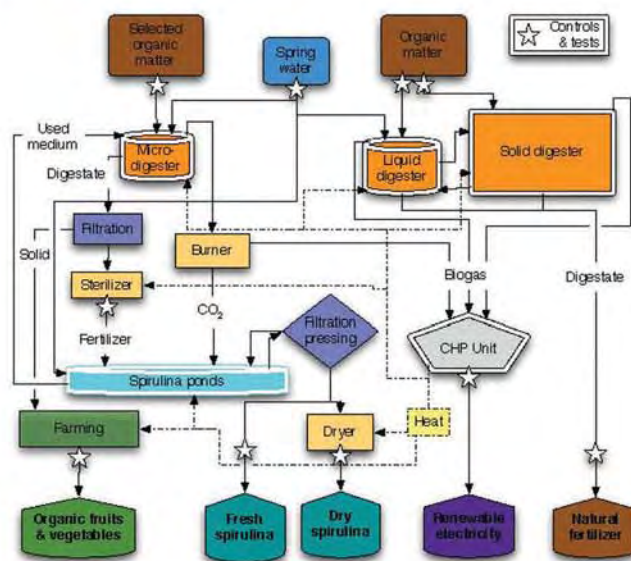 Selected
organic
matter
Spring
water
Organic
matter
Controls
& tests
Used
medium
Micro-
digester
Liquid
digester
Solid digester
Digestate
Filtration
Burner
Solid
Biogas
Digestate
Sterilizer
CO2
Filtration
pressing
CHP Unit
Fertilizer
Spirulina ponds
Farming
Dryer
Heat
Organic fruits
& vegetables
Fresh
spirulina
Dry
spirulina
Renewable
electricity
Natural
fertilizer